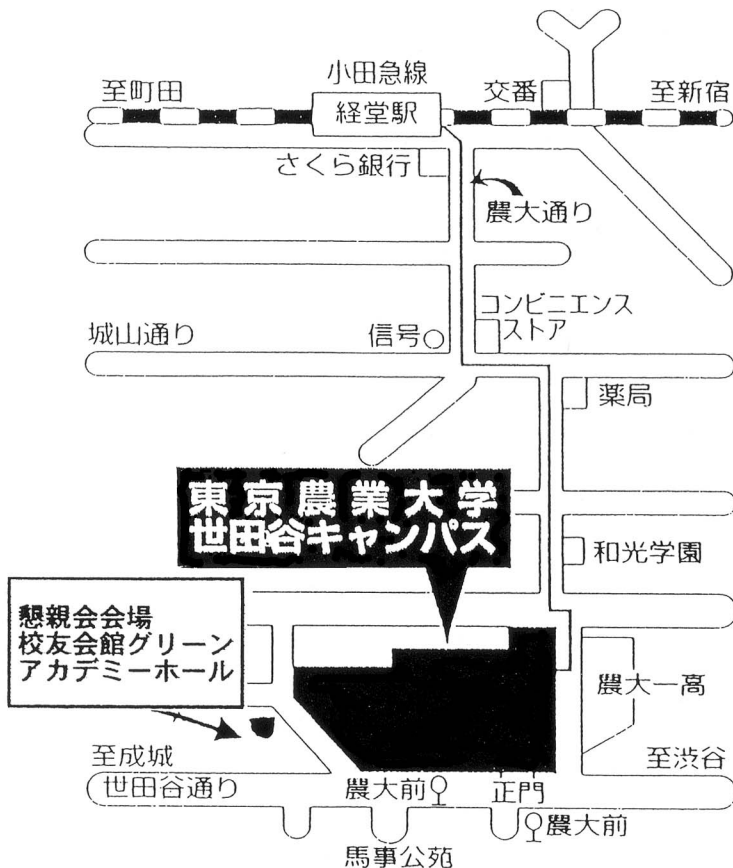 小田急線
至町田
交番
至新宿
経堂駅
さくら銀行
農大通り
コンビニエンス
ストア
城山通り
信号
薬局
東京農業大学
世田谷キャンパス
和光学園
懇親会会場
校友会館グリーン
アカデミーホール
農大一高
至成城
至渋谷
世田谷通り
農大前
正門
農大前
馬事公苑